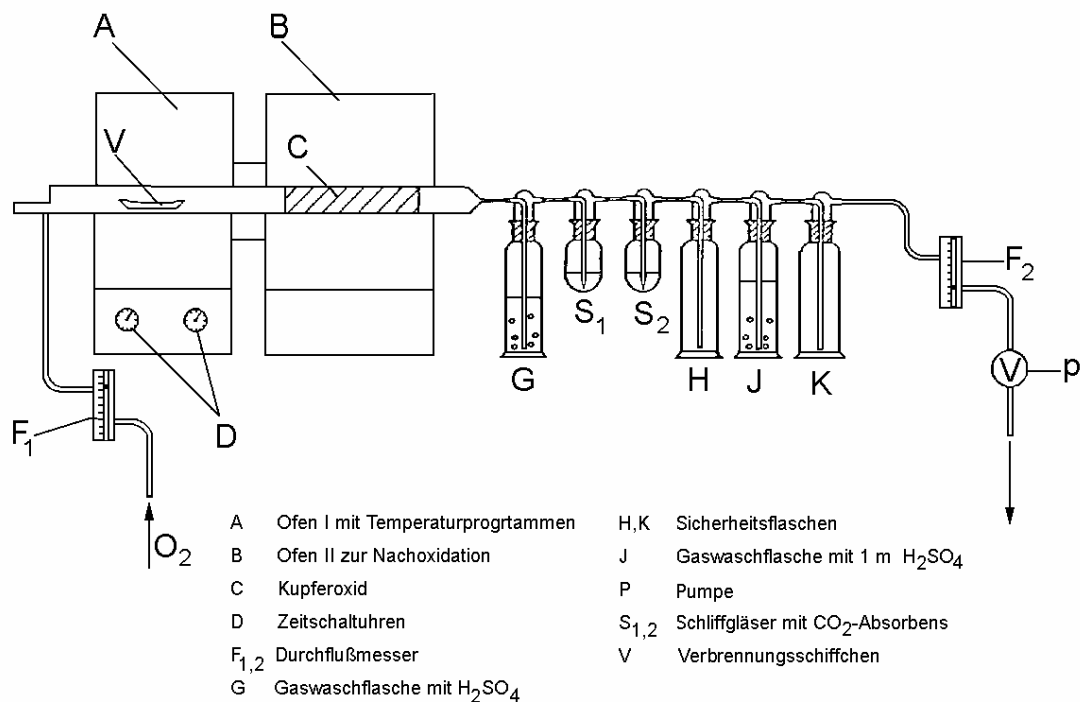 A
B
V
C
S₁
S₂
F₂
G
H
J
K
V
p
F₁
D
O₂
A Ofen I mit Temperaturprogrtammen
B Ofen II zur Nachoxidation
C Kupferoxid
D Zeitschaltuhren
F₁,₂ Durchflußmesser
G Gaswaschflasche mit H₂SO₄
H,K Sicherheitsflaschen
J Gaswaschflasche mit 1 m H₂SO₄
P Pumpe
S₁,₂ Schliffgläser mit CO₂-Absorbens
V Verbrennungsschiffchen